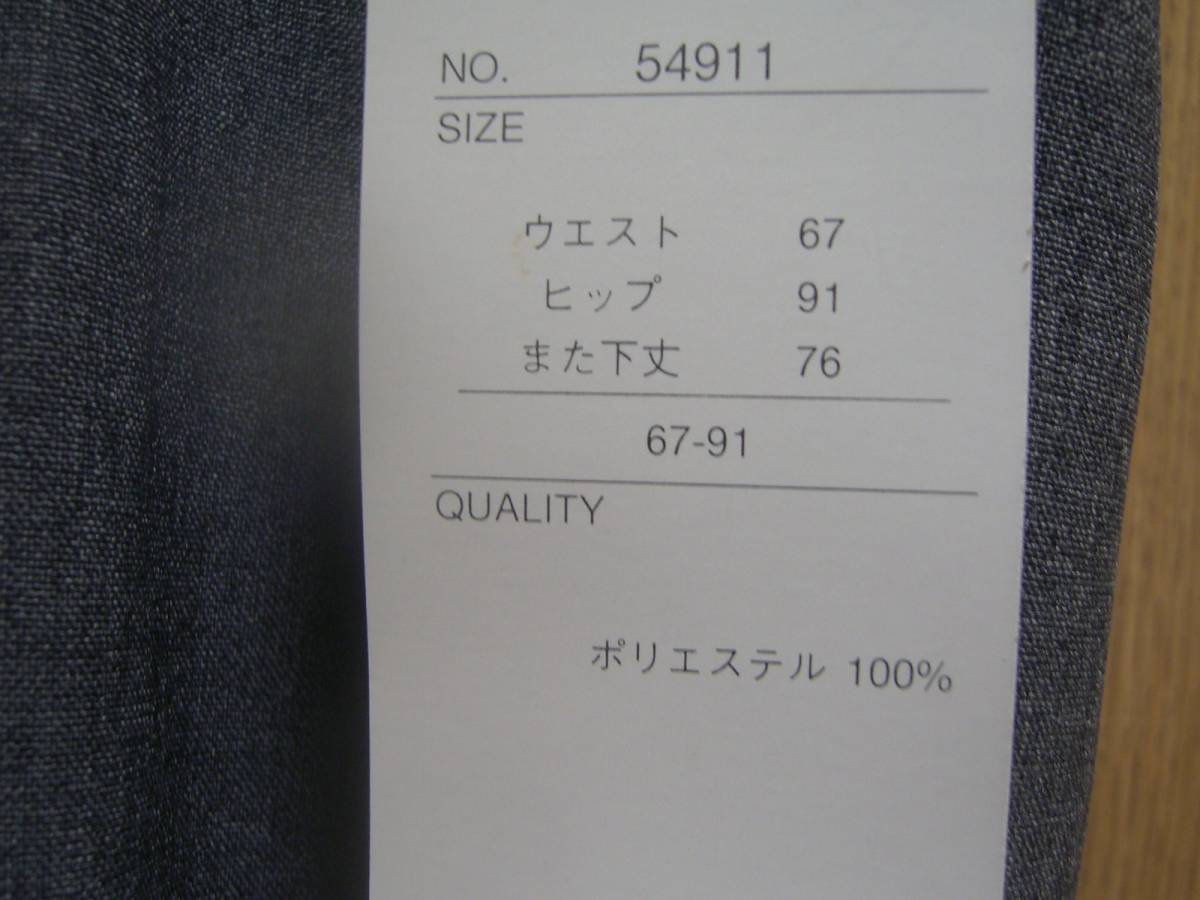 NO. 54911
SIZE
ウエスト 67
ヒップ 91
また下丈 76
67-91
QUALITY
ポリエステル 100%